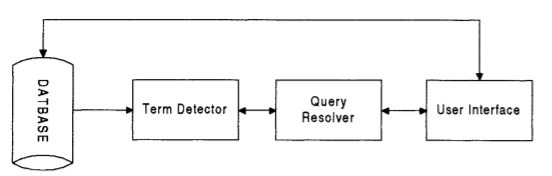 DATBASE
Term Detector
Query
Resolver
User Interface